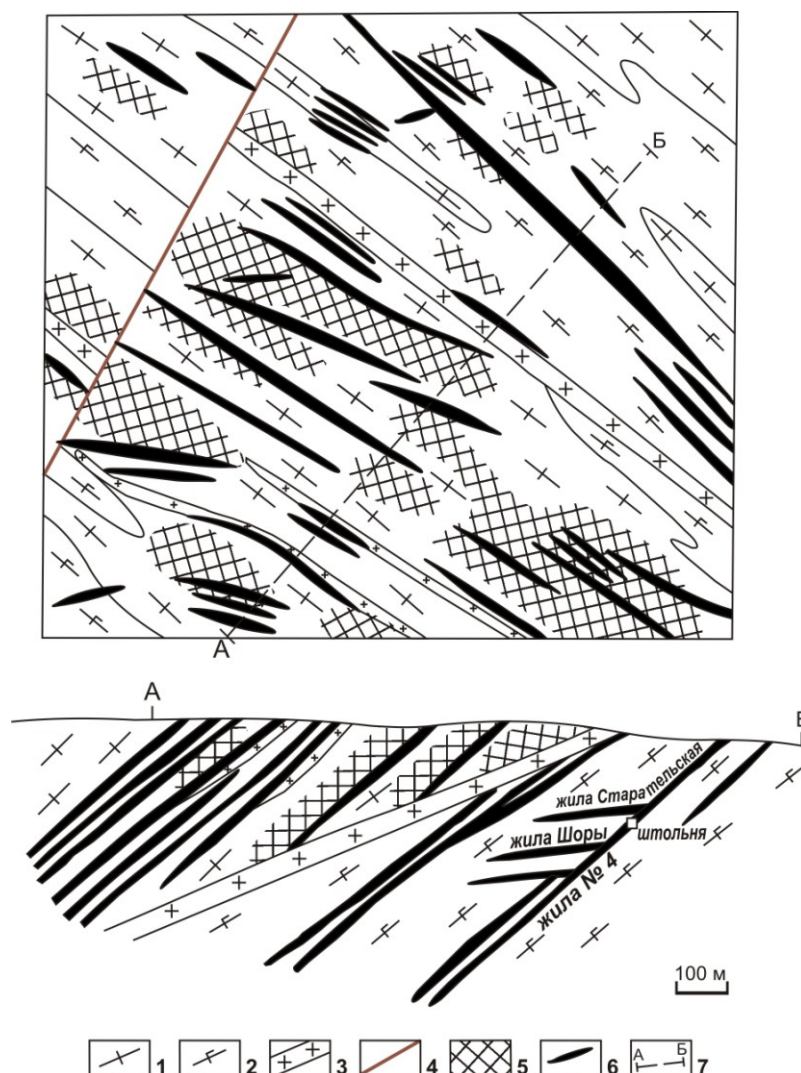 Б
А
А
Б
жила Старательская
жила Шоры
штольня
жила № 4
100 м
1 2 3 4 5 6 А Б 7